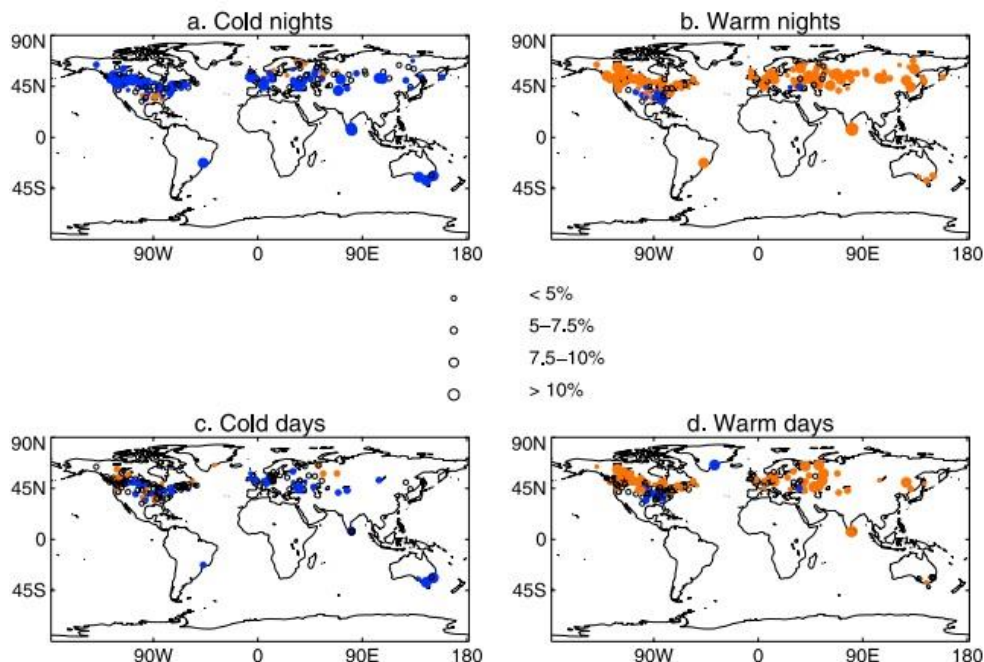 a. Cold nights
b. Warm nights
90N
45N
0
45S
90W 0 90E 180
90N
45N
0
45S
90W 0 90E 180
< 5%
5–7.5%
7.5–10%
> 10%
c. Cold days
d. Warm days
90N
45N
0
45S
90W 0 90E 180
90N
45N
0
45S
90W 0 90E 180